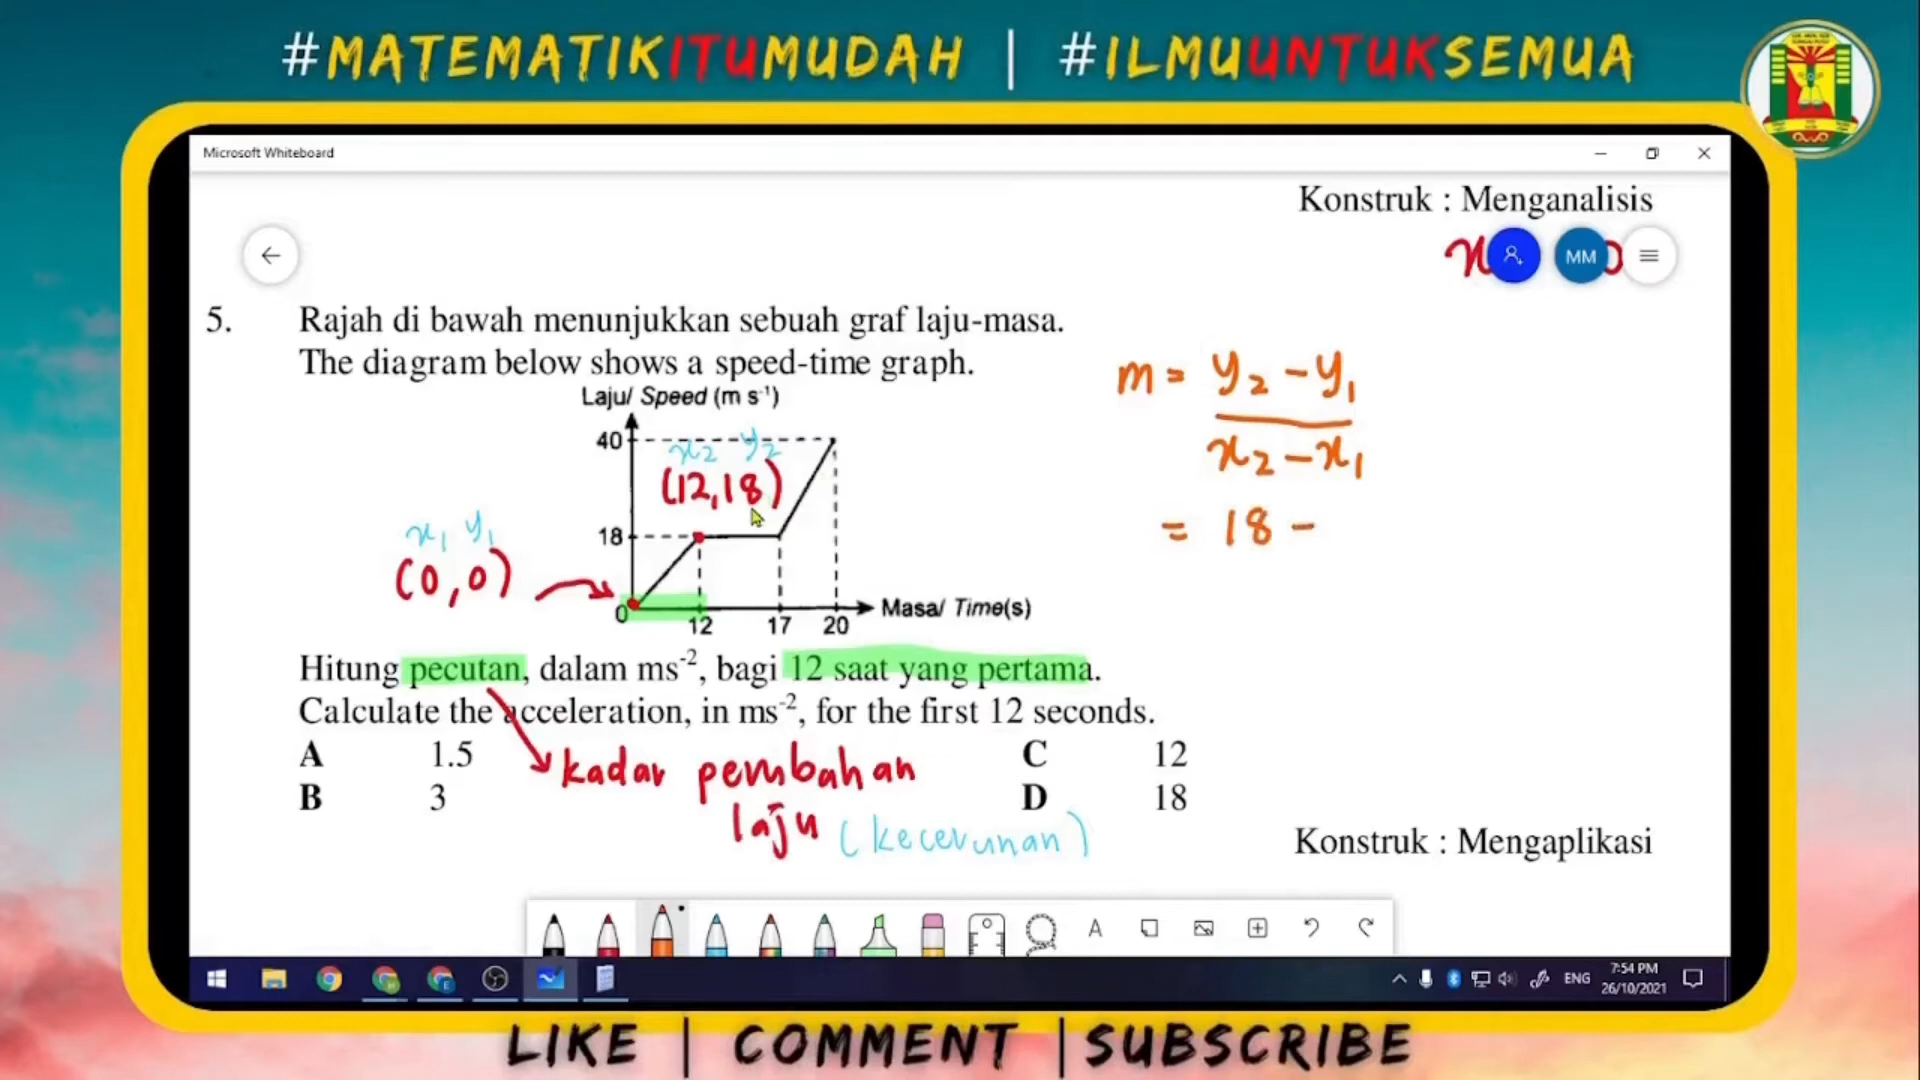 #MATEMATIKITUMUDAH | #ILMUUNTUKSEMUA
Microsoft Whiteboard
Konstruk : Menganalisis
MM
5. Rajah di bawah menunjukkan sebuah graf laju-masa.
The diagram below shows a speed-time graph.
Laju/ Speed (m s⁻¹)
40
x₂ y₂
(12,18)
18
x₁ y₁
(0,0)
0 12 17 20
Masa/ Time(s)
m = y₂ - y₁
x₂ - x₁
= 18 -
Hitung pecutan, dalam ms⁻², bagi 12 saat yang pertama.
Calculate the acceleration, in ms⁻², for the first 12 seconds.
A 1.5 C 12
B 3 D 18
kadar perubahan
laju (kecerunan)
Konstruk : Mengaplikasi
ENG
7:54 PM
26/10/2021
LIKE | COMMENT | SUBSCRIBE